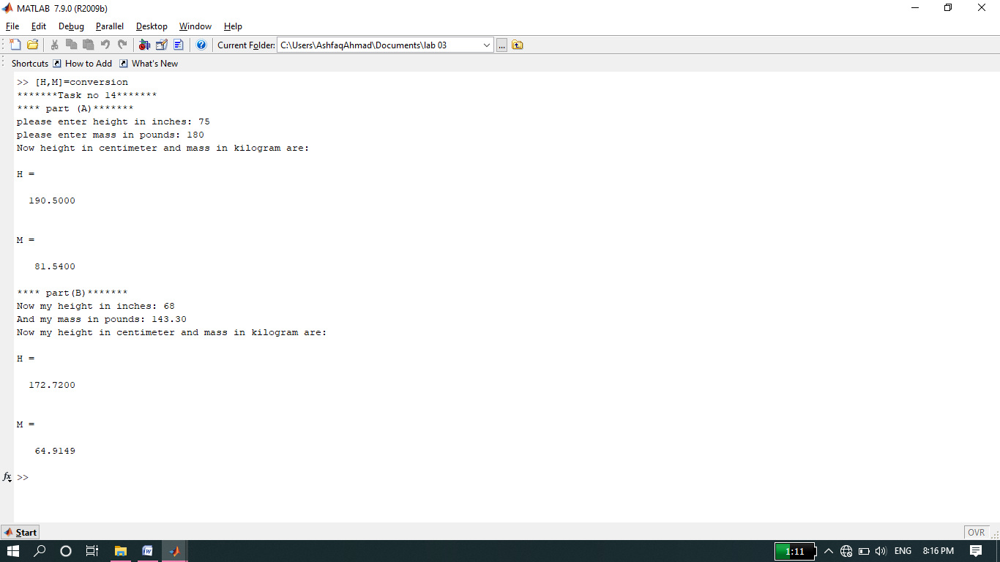 MATLAB 7.9.0 (R2009b)
File Edit Debug Parallel Desktop Window Help
Current Folder: C:\Users\AshfaqAhmad\Documents\lab 03 ...
Shortcuts How to Add What's New
>> [H,M]=conversion
*******Task no 14*******
**** part (A)*******
please enter height in inches: 75
please enter mass in pounds: 180
Now height in centimeter and mass in kilogram are:
H =
190.5000
M =
81.5400
**** part(B)*******
Now my height in inches: 68
And my mass in pounds: 143.30
Now my height in centimeter and mass in kilogram are:
H =
172.7200
M =
64.9149
fx >>
Start OVR
1:11 ENG 8:16 PM